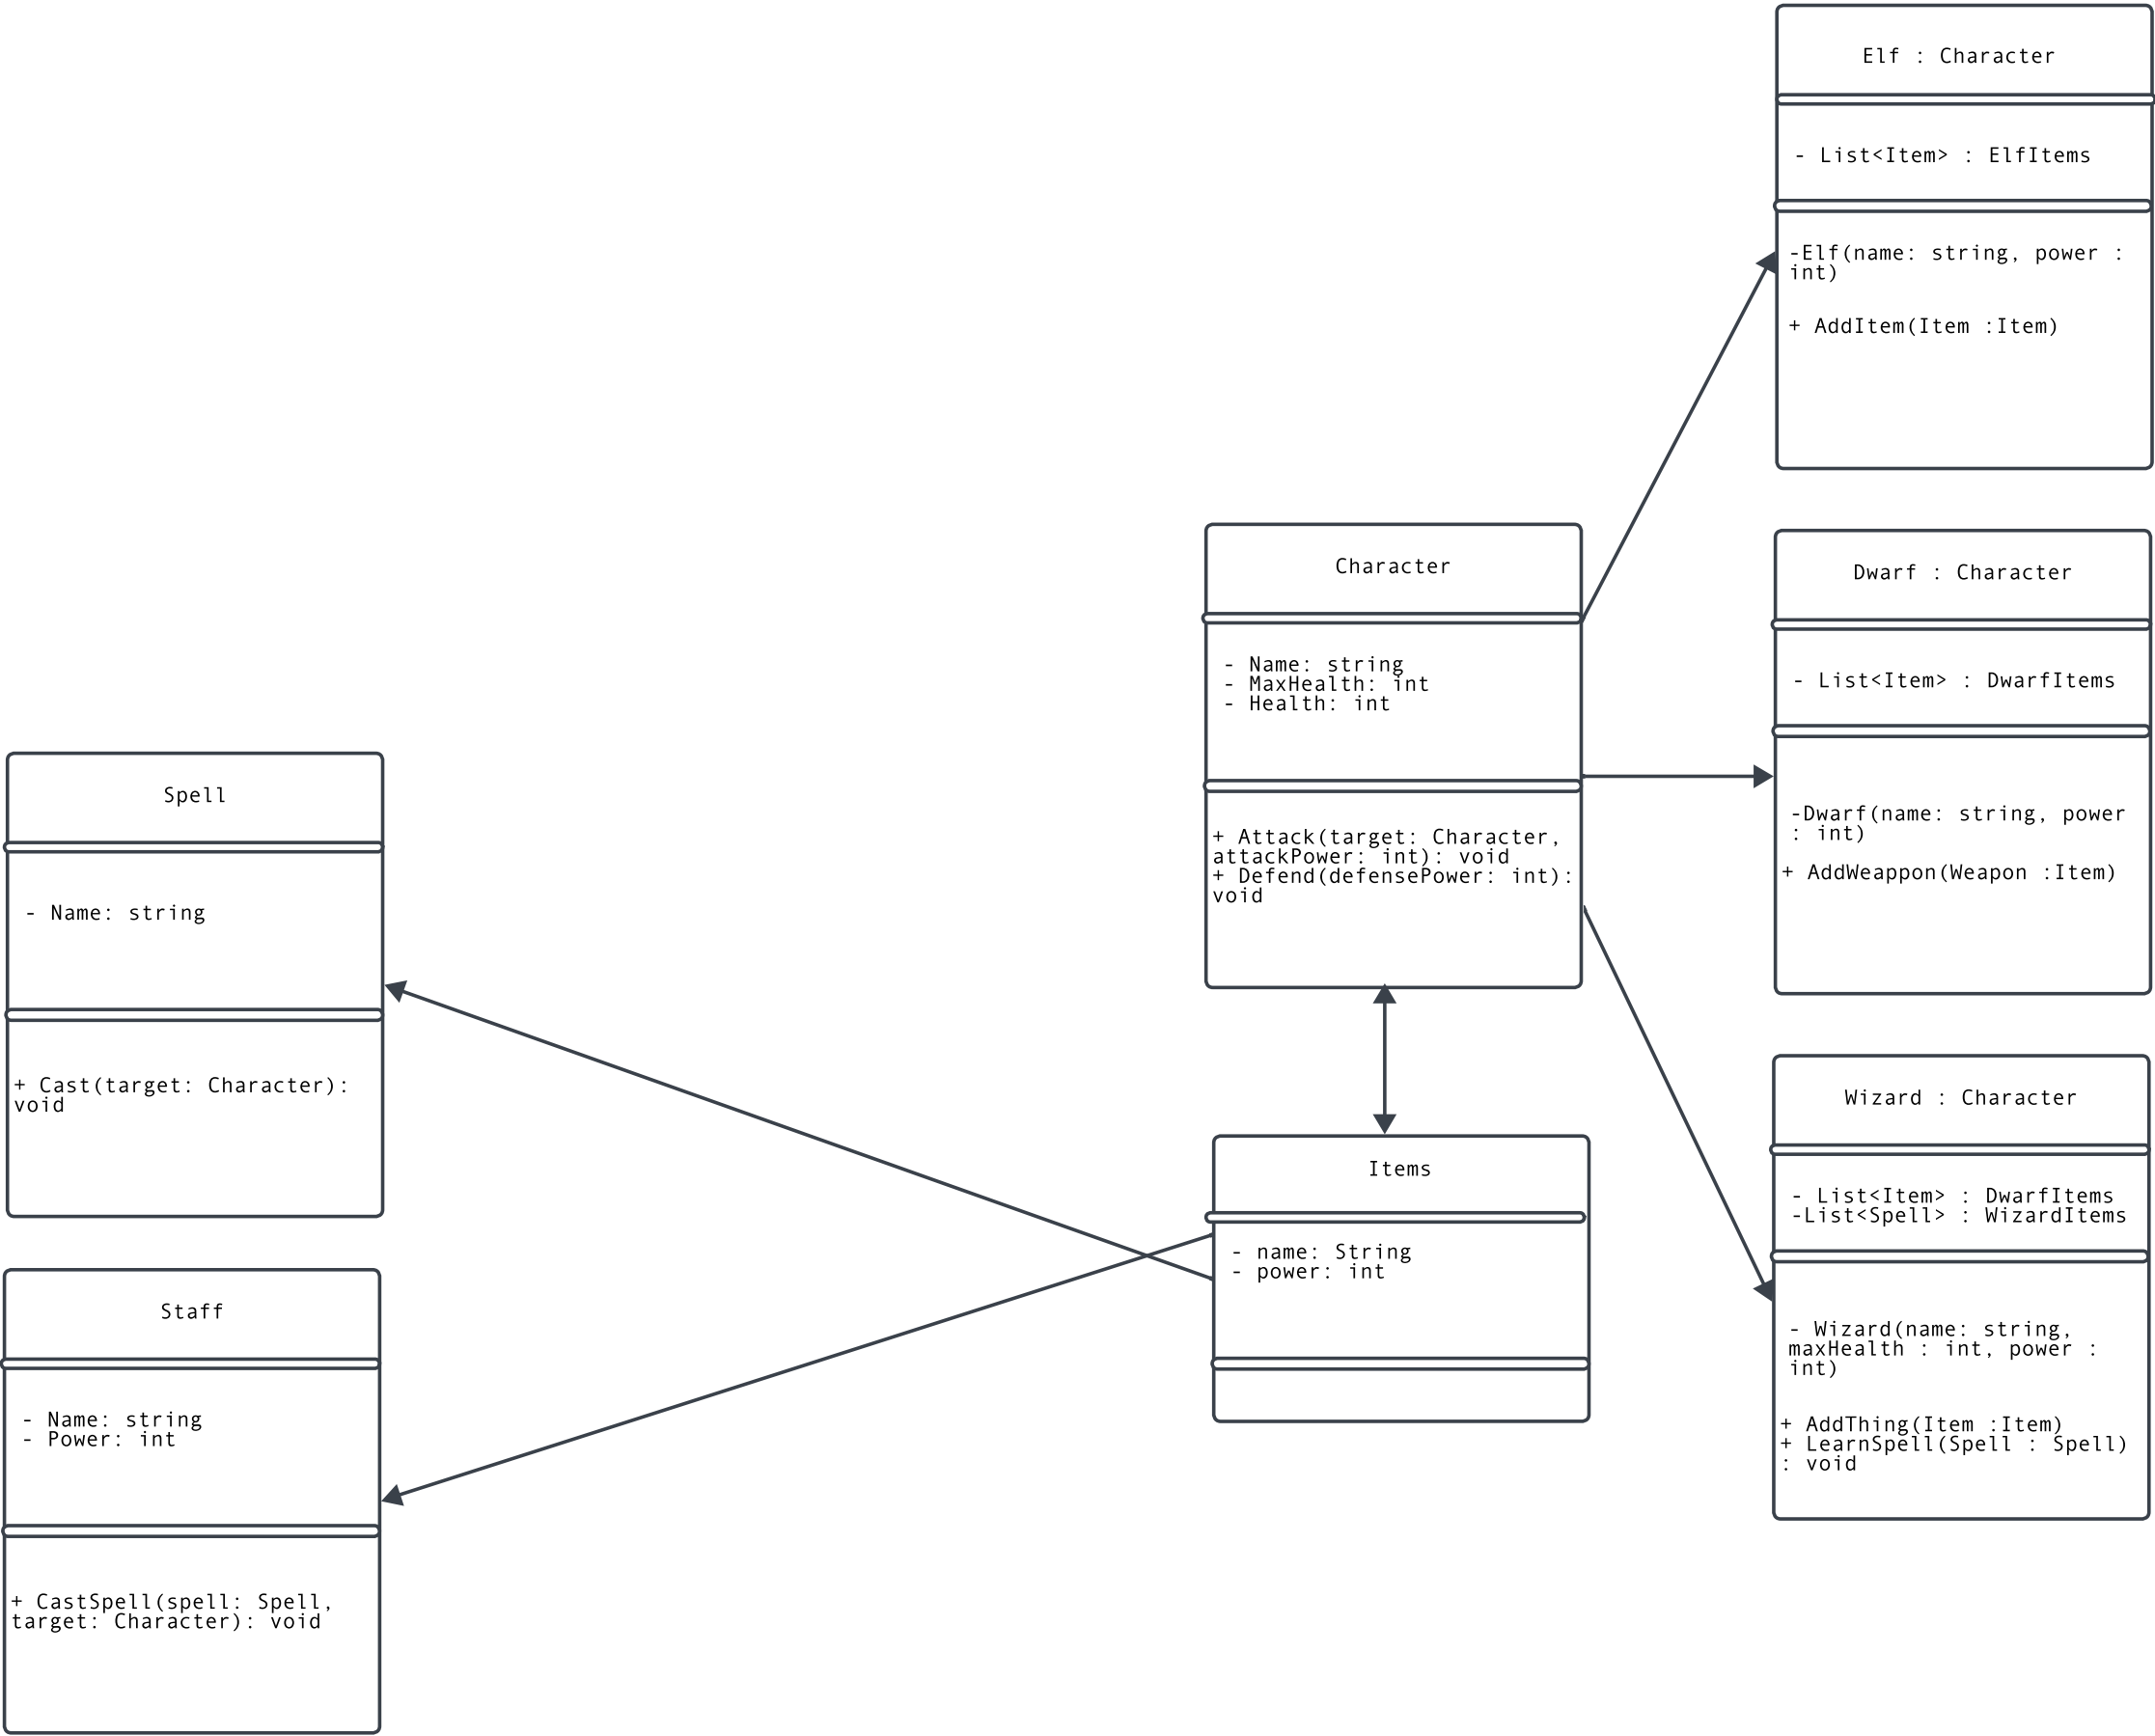 Elf : Character
- List<Item> : ElfItems
-Elf(name: string, power :
int)
+ AddItem(Item :Item)
Character
- Name: string
- MaxHealth: int
- Health: int
+ Attack(target: Character,
attackPower: int): void
+ Defend(defensePower: int):
void
Dwarf : Character
- List<Item> : DwarfItems
-Dwarf(name: string, power
: int)
+ AddWeappon(Weapon :Item)
Spell
- Name: string
+ Cast(target: Character):
void
Items
- name: String
- power: int
Wizard : Character
- List<Item> : DwarfItems
-List<Spell> : WizardItems
- Wizard(name: string,
maxHealth : int, power :
int)
+ AddThing(Item :Item)
+ LearnSpell(Spell : Spell)
: void
Staff
- Name: string
- Power: int
+ CastSpell(spell: Spell,
target: Character): void